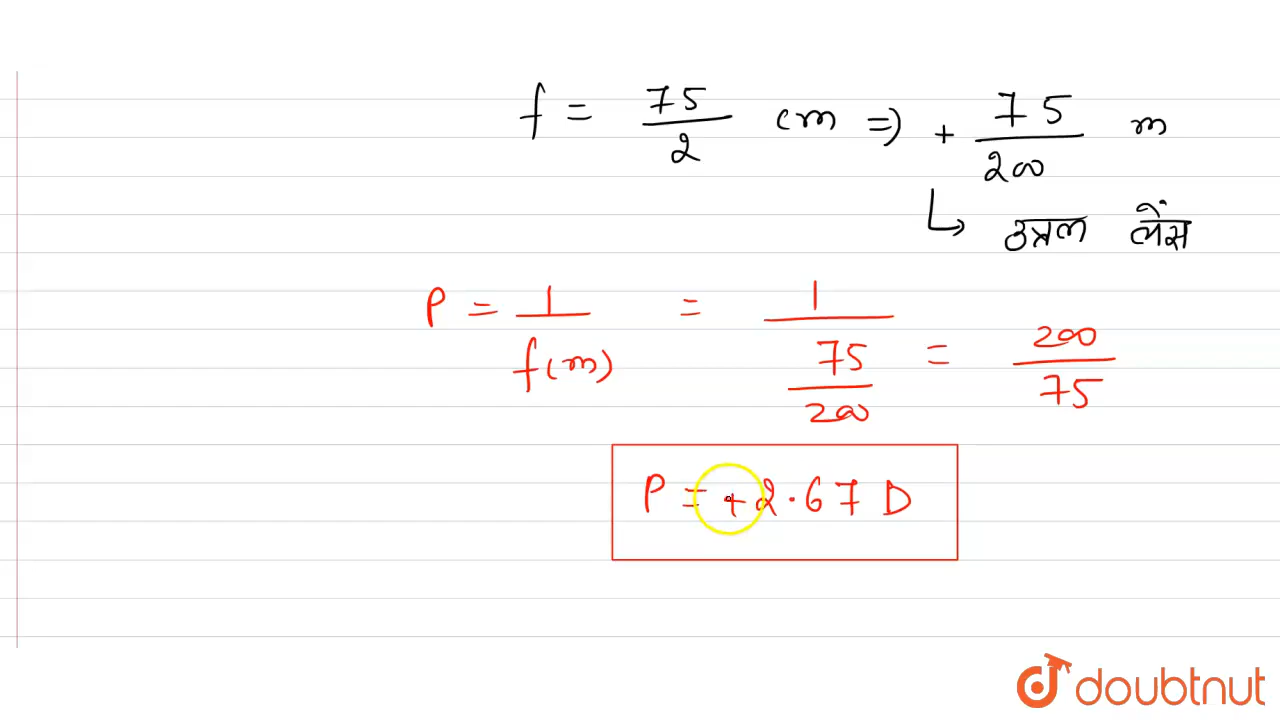 f = 75/2 cm ⇒ + 75/200 m
↳ उत्तल लेंस
P = 1/f(m) = 1/(75/200) = 200/75
P = +2.67 D
doubtnut